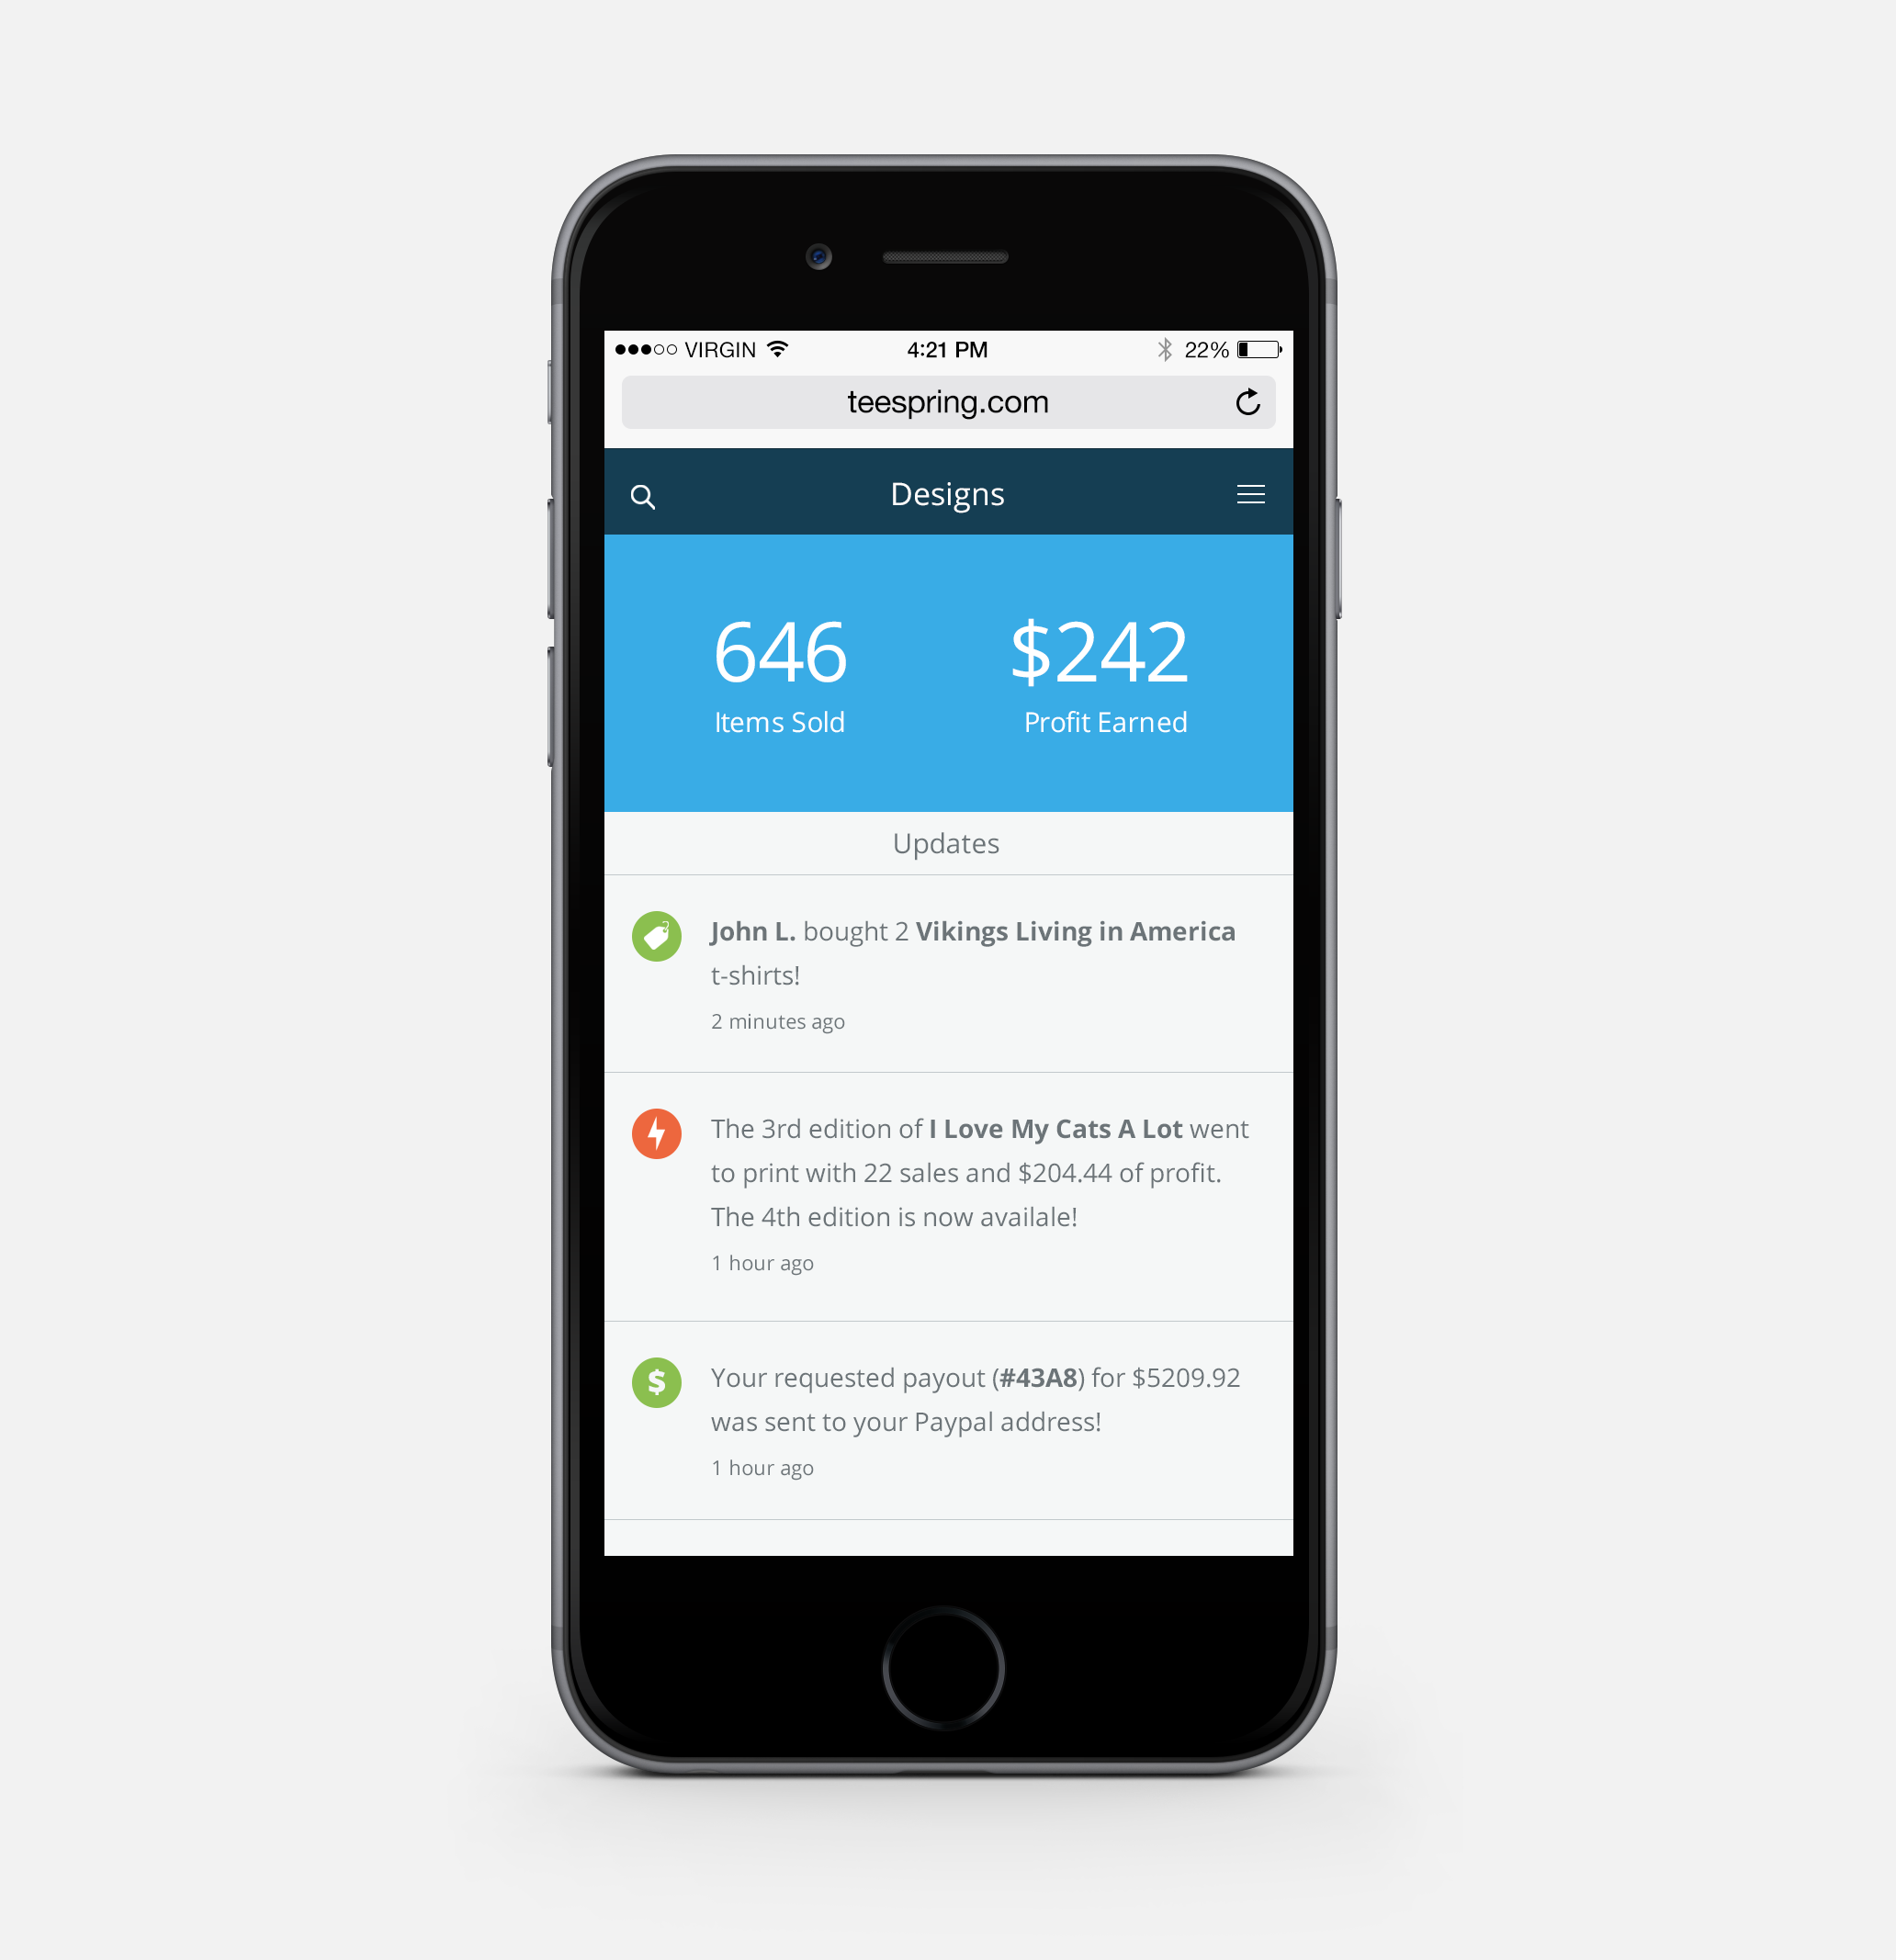 VIRGIN 4:21 PM 22%
teespring.com
Designs
646 $242
Items Sold Profit Earned
Updates
John L. bought 2 Vikings Living in America
t-shirts!
2 minutes ago
The 3rd edition of I Love My Cats A Lot went
to print with 22 sales and $204.44 of profit.
The 4th edition is now availale!
1 hour ago
$ Your requested payout (#43A8) for $5209.92
was sent to your Paypal address!
1 hour ago